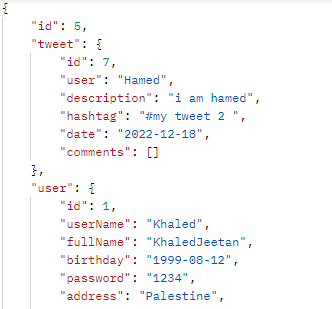 {
    "id": 5,
    "tweet": {
        "id": 7,
        "user": "Hamed",
        "description": "i am hamed",
        "hashtag": "#my tweet 2 ",
        "date": "2022-12-18",
        "comments": []
    },
    "user": {
        "id": 1,
        "userName": "Khaled",
        "fullName": "KhaledJeetan",
        "birthday": "1999-08-12",
        "password": "1234",
        "address": "Palestine",